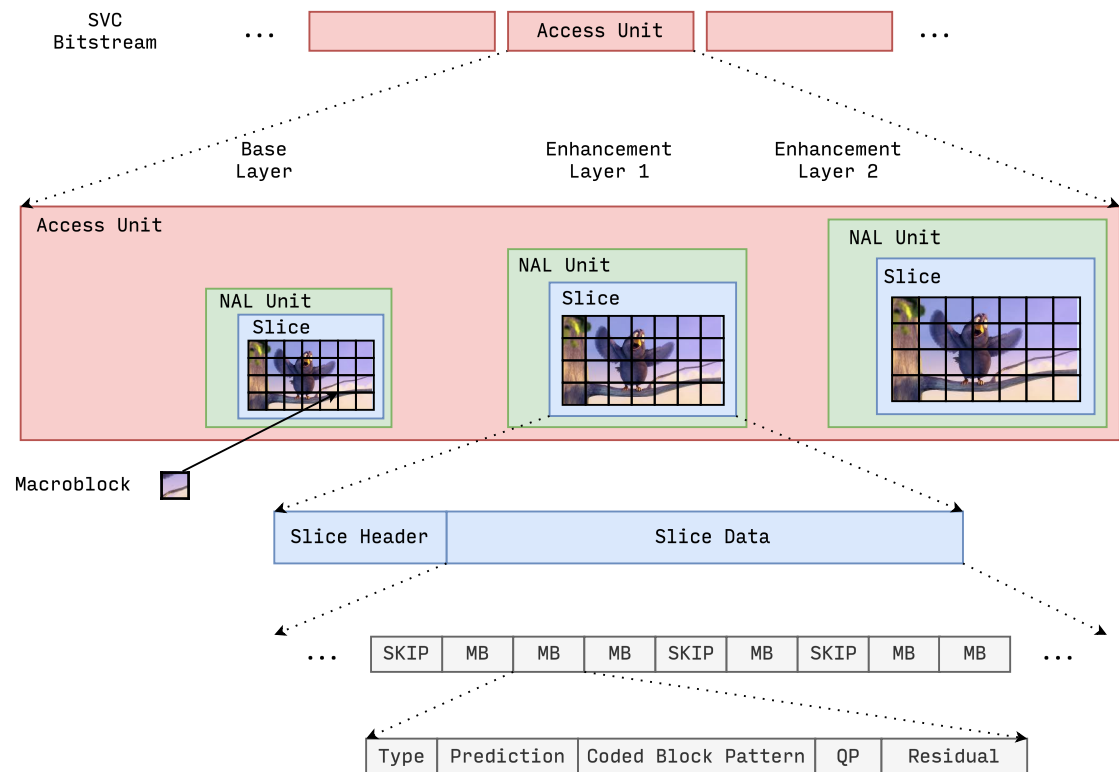 SVC
Bitstream
...
Access Unit
...
Base
Layer
Enhancement
Layer 1
Enhancement
Layer 2
Access Unit
NAL Unit
Slice
NAL Unit
Slice
NAL Unit
Slice
Macroblock
Slice Header
Slice Data
...
SKIP
MB
MB
MB
SKIP
MB
SKIP
MB
MB
...
Type
Prediction
Coded Block Pattern
QP
Residual